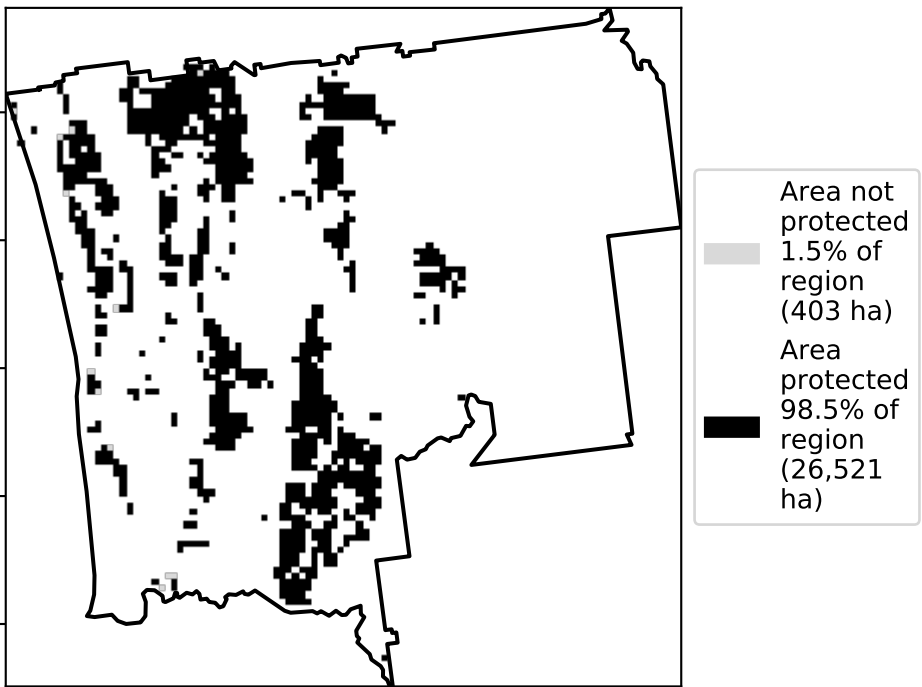 Area not
protected
1.5% of
region
(403 ha)
Area
protected
98.5% of
region
(26,521
ha)